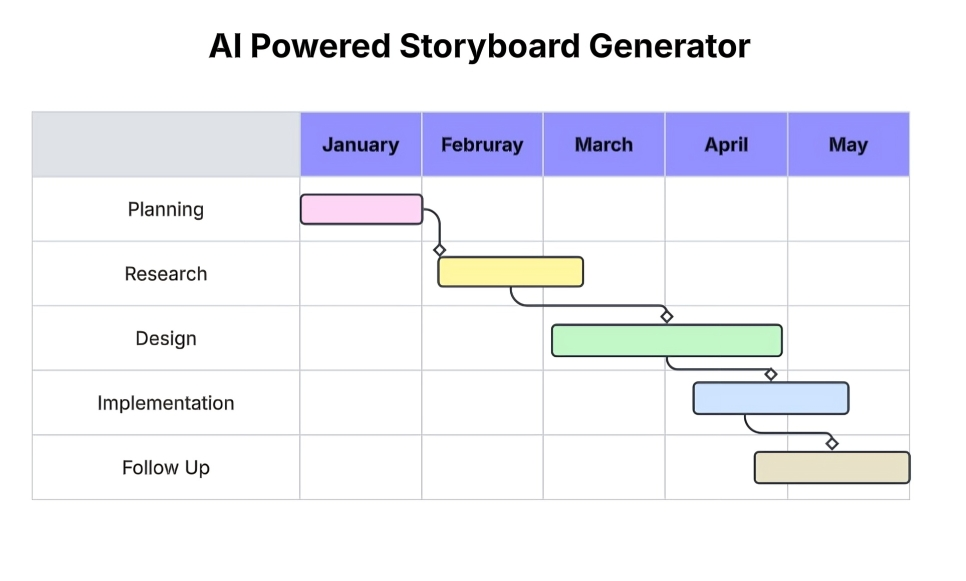 AI Powered Storyboard Generator
January Februray March April May
Planning
Research
Design
Implementation
Follow Up